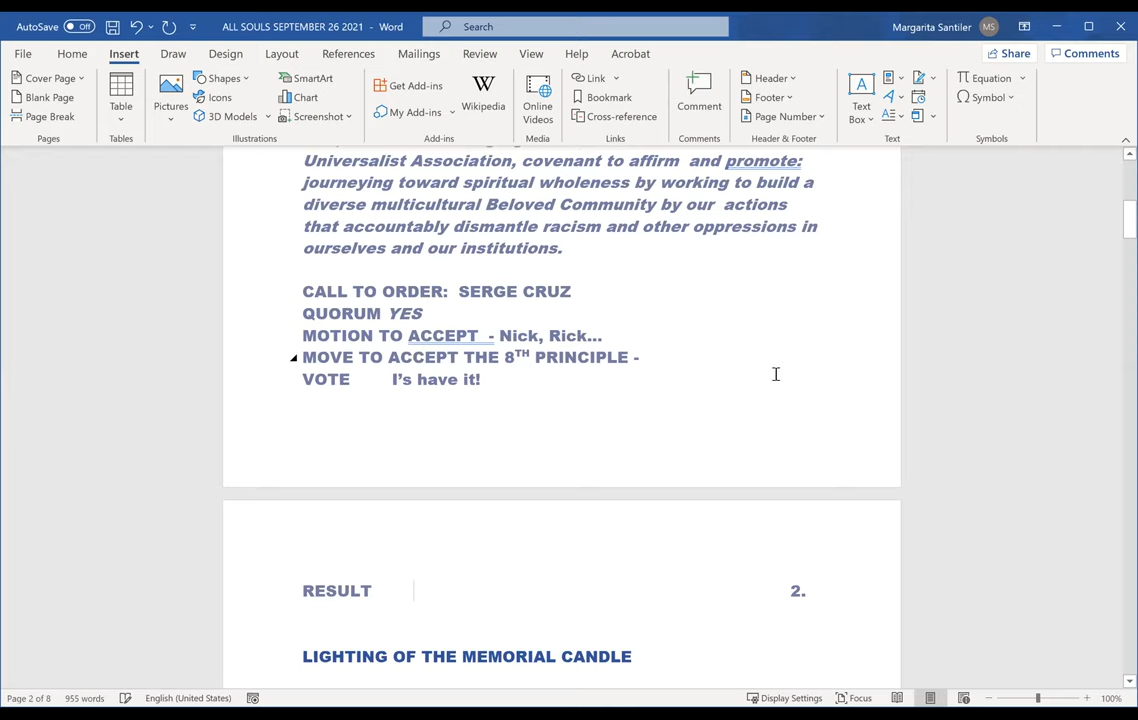 AutoSave Off ALL SOULS SEPTEMBER 26 2021 - Word Search Margarita Santiler MS
File Home Insert Draw Design Layout References Mailings Review View Help Acrobat Share Comments
Cover Page
Blank Page
Page Break
Pages
Table
Tables
Pictures
Shapes
Icons
3D Models
SmartArt
Chart
Screenshot
Illustrations
Get Add-ins
My Add-ins
Wikipedia
Add-ins
Online Videos
Media
Link
Bookmark
Cross-reference
Links
Comment
Comments
Header
Footer
Page Number
Header & Footer
Text Box
Text
Equation
Symbol
Symbols
Universalist Association, covenant to affirm and promote:
journeying toward spiritual wholeness by working to build a
diverse multicultural Beloved Community by our actions
that accountably dismantle racism and other oppressions in
ourselves and our institutions.
CALL TO ORDER: SERGE CRUZ
QUORUM YES
MOTION TO ACCEPT - Nick, Rick...
MOVE TO ACCEPT THE 8TH PRINCIPLE -
VOTE I's have it!
RESULT 2.
LIGHTING OF THE MEMORIAL CANDLE
Page 2 of 8 955 words English (United States) Display Settings Focus 100%